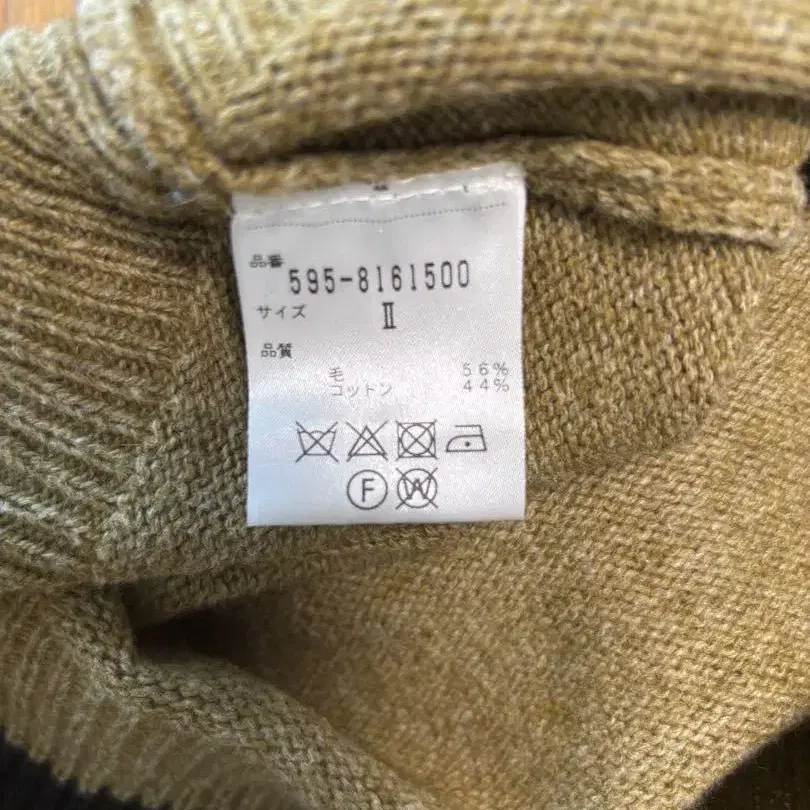 品番
595-8161500
サイズ Ⅱ
品質
毛 56%
コットン 44%
F W